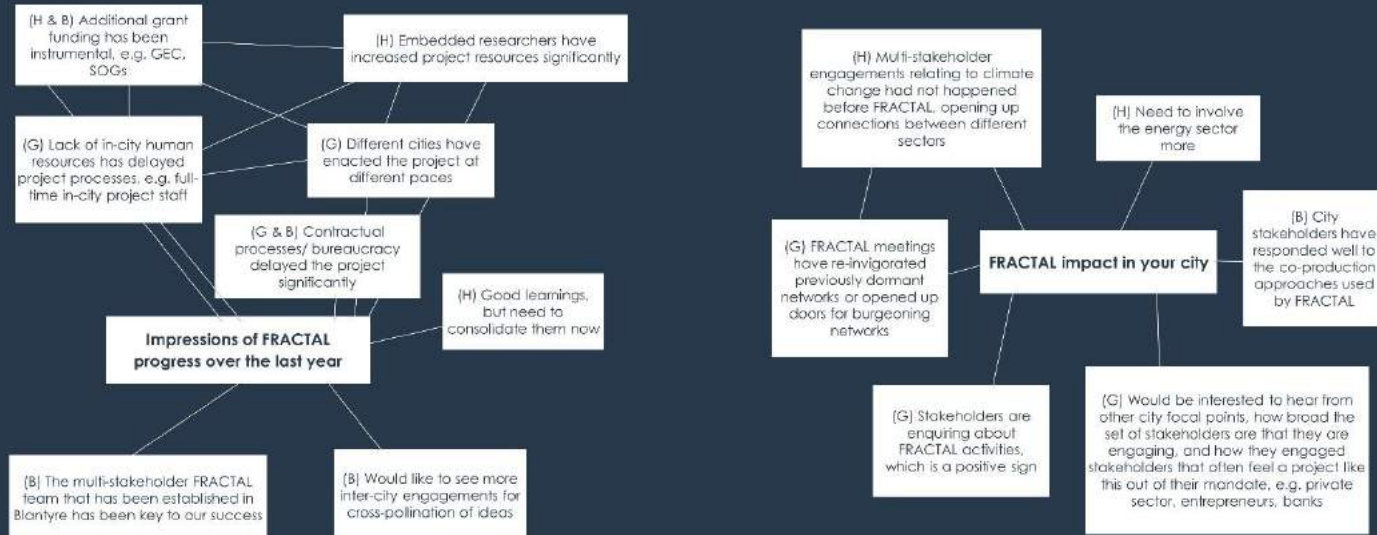 (H & B) Additional grant
funding has been
instrumental, e.g. GEC,
SOGs
(H) Embedded researchers have
increased project resources significantly
(G) Lack of in-city human
resources has delayed
project processes, e.g. full-
time in-city project staff
(G) Different cities have
enacted the project at
different paces
(G & B) Contractual
processes/ bureaucracy
delayed the project
significantly
(H) Good learnings,
but need to
consolidate them now
Impressions of FRACTAL
progress over the last year
(B) The multi-stakeholder FRACTAL
team that has been established in
Blantyre has been key to our success
(B) Would like to see more
inter-city engagements for
cross-pollination of ideas
(H) Multi-stakeholder
engagements relating to climate
change had not happened
before FRACTAL, opening up
connections between different
sectors
(H) Need to involve
the energy sector
more
(G) FRACTAL meetings
have re-invigorated
previously dormant
networks or opened up
doors for burgeoning
networks
FRACTAL impact in your city
(B) City
stakeholders have
responded well to
the co-production
approaches used
by FRACTAL
(G) Stakeholders are
enquiring about
FRACTAL activities,
which is a positive sign
(G) Would be interested to hear from
other city focal points, how broad the
set of stakeholders are that they are
engaging, and how they engaged
stakeholders that often feel a project like
this out of their mandate, e.g. private
sector, entrepreneurs, banks